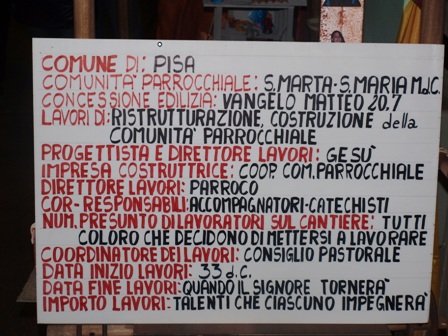 COMUNE DI: PISA
COMUNITA' PARROCCHIALE: S.MARTA-S.MARIA M.d.C.
CONCESSIONE EDILIZIA: VANGELO MATTEO 20.7
LAVORI DI: RISTRUTTURAZIONE, COSTRUZIONE della
COMUNITÀ PARROCCHIALE
PROGETTISTA E DIRETTORE LAVORI: GESÙ
IMPRESA COSTRUTTRICE: COOP. COM. PARROCCHIALE
DIRETTORE LAVORI: PARROCO
COR-RESPONSABILI: ACCOMPAGNATORI-CATECHISTI
NUM. PRESUNTO DI LAVORATORI SUL CANTIERE: TUTTI
COLORO CHE DECIDONO DI METTERSI A LAVORARE
COORDINATORE DEI LAVORI: CONSIGLIO PASTORALE
DATA INIZIO LAVORI: 33 d.C.
DATA FINE LAVORI: QUANDO IL SIGNORE TORNERA'
IMPORTO LAVORI: TALENTI CHE CIASCUNO IMPEGNERA'